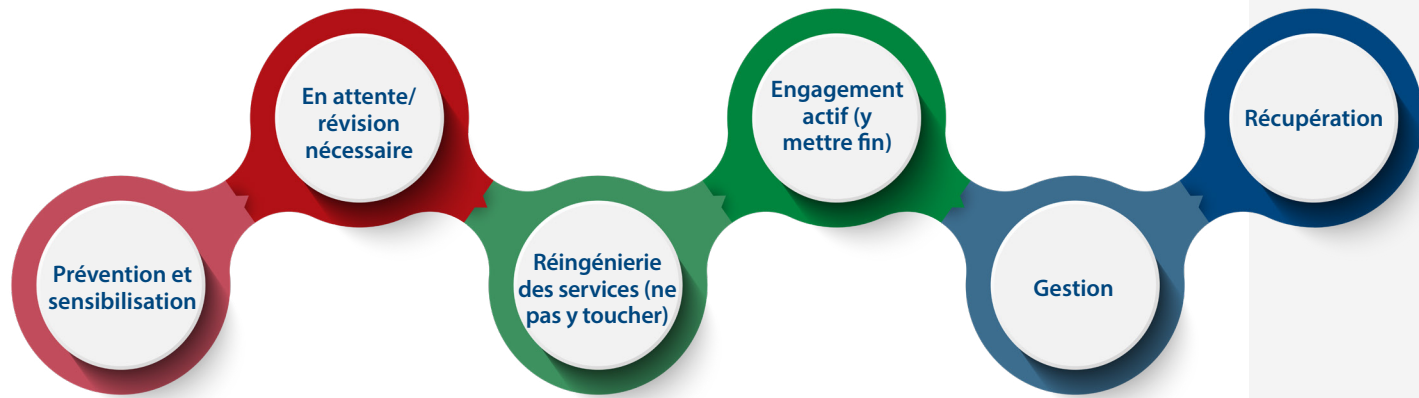 Prévention et
sensibilisation
En attente/
révision
nécessaire
Réingénierie
des services (ne
pas y toucher)
Engagement
actif (y
mettre fin)
Gestion
Récupération